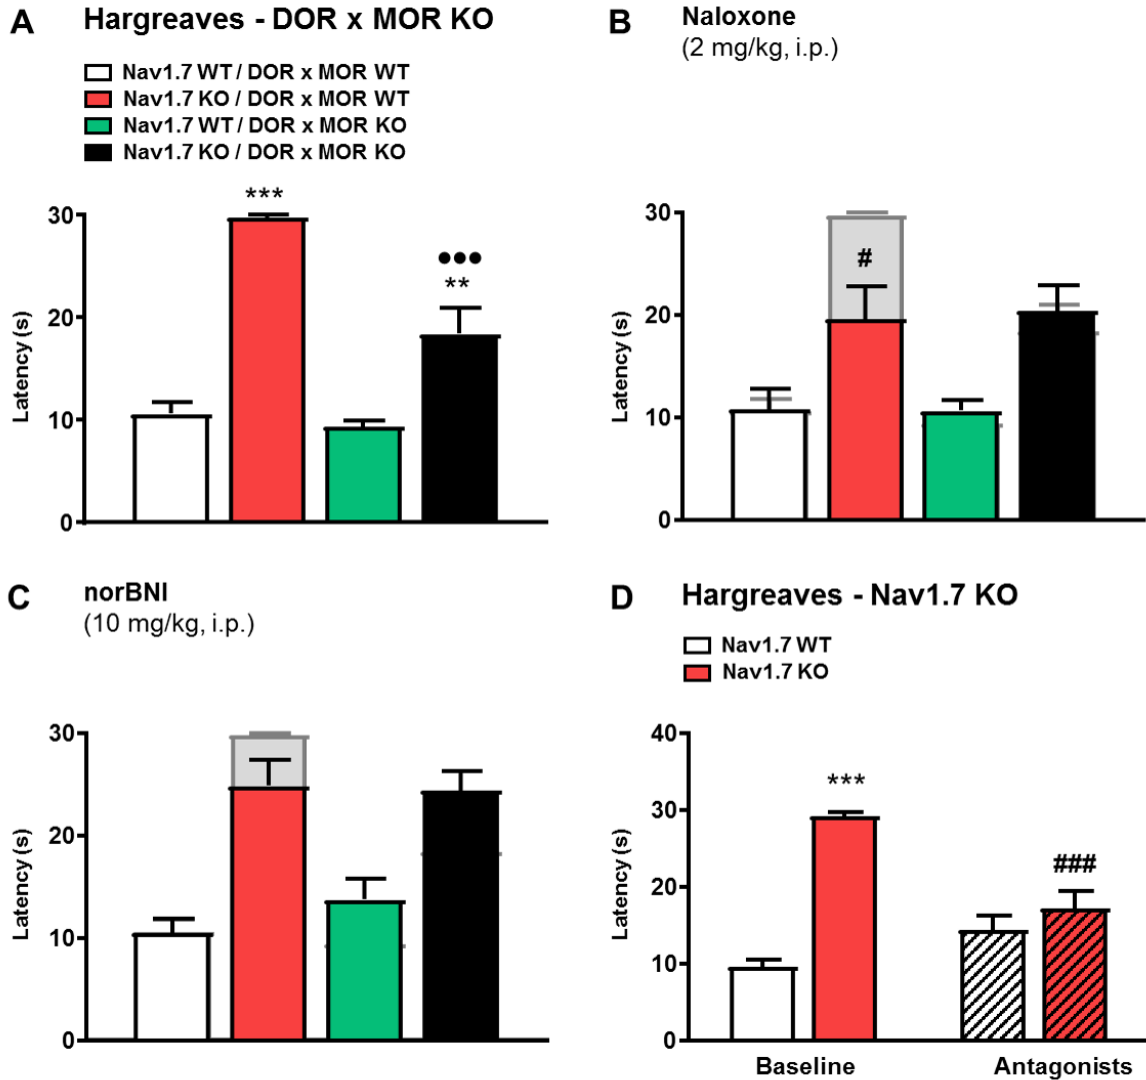 A Hargreaves - DOR x MOR KO
Nav1.7 WT / DOR x MOR WT
Nav1.7 KO / DOR x MOR WT
Nav1.7 WT / DOR x MOR KO
Nav1.7 KO / DOR x MOR KO
Latency (s)
30
20
10
0
***
●●●
**
B Naloxone
(2 mg/kg, i.p.)
Latency (s)
30
20
10
0
#
C norBNI
(10 mg/kg, i.p.)
Latency (s)
30
20
10
0
D Hargreaves - Nav1.7 KO
Nav1.7 WT
Nav1.7 KO
Latency (s)
40
30
20
10
0
***
###
Baseline Antagonists